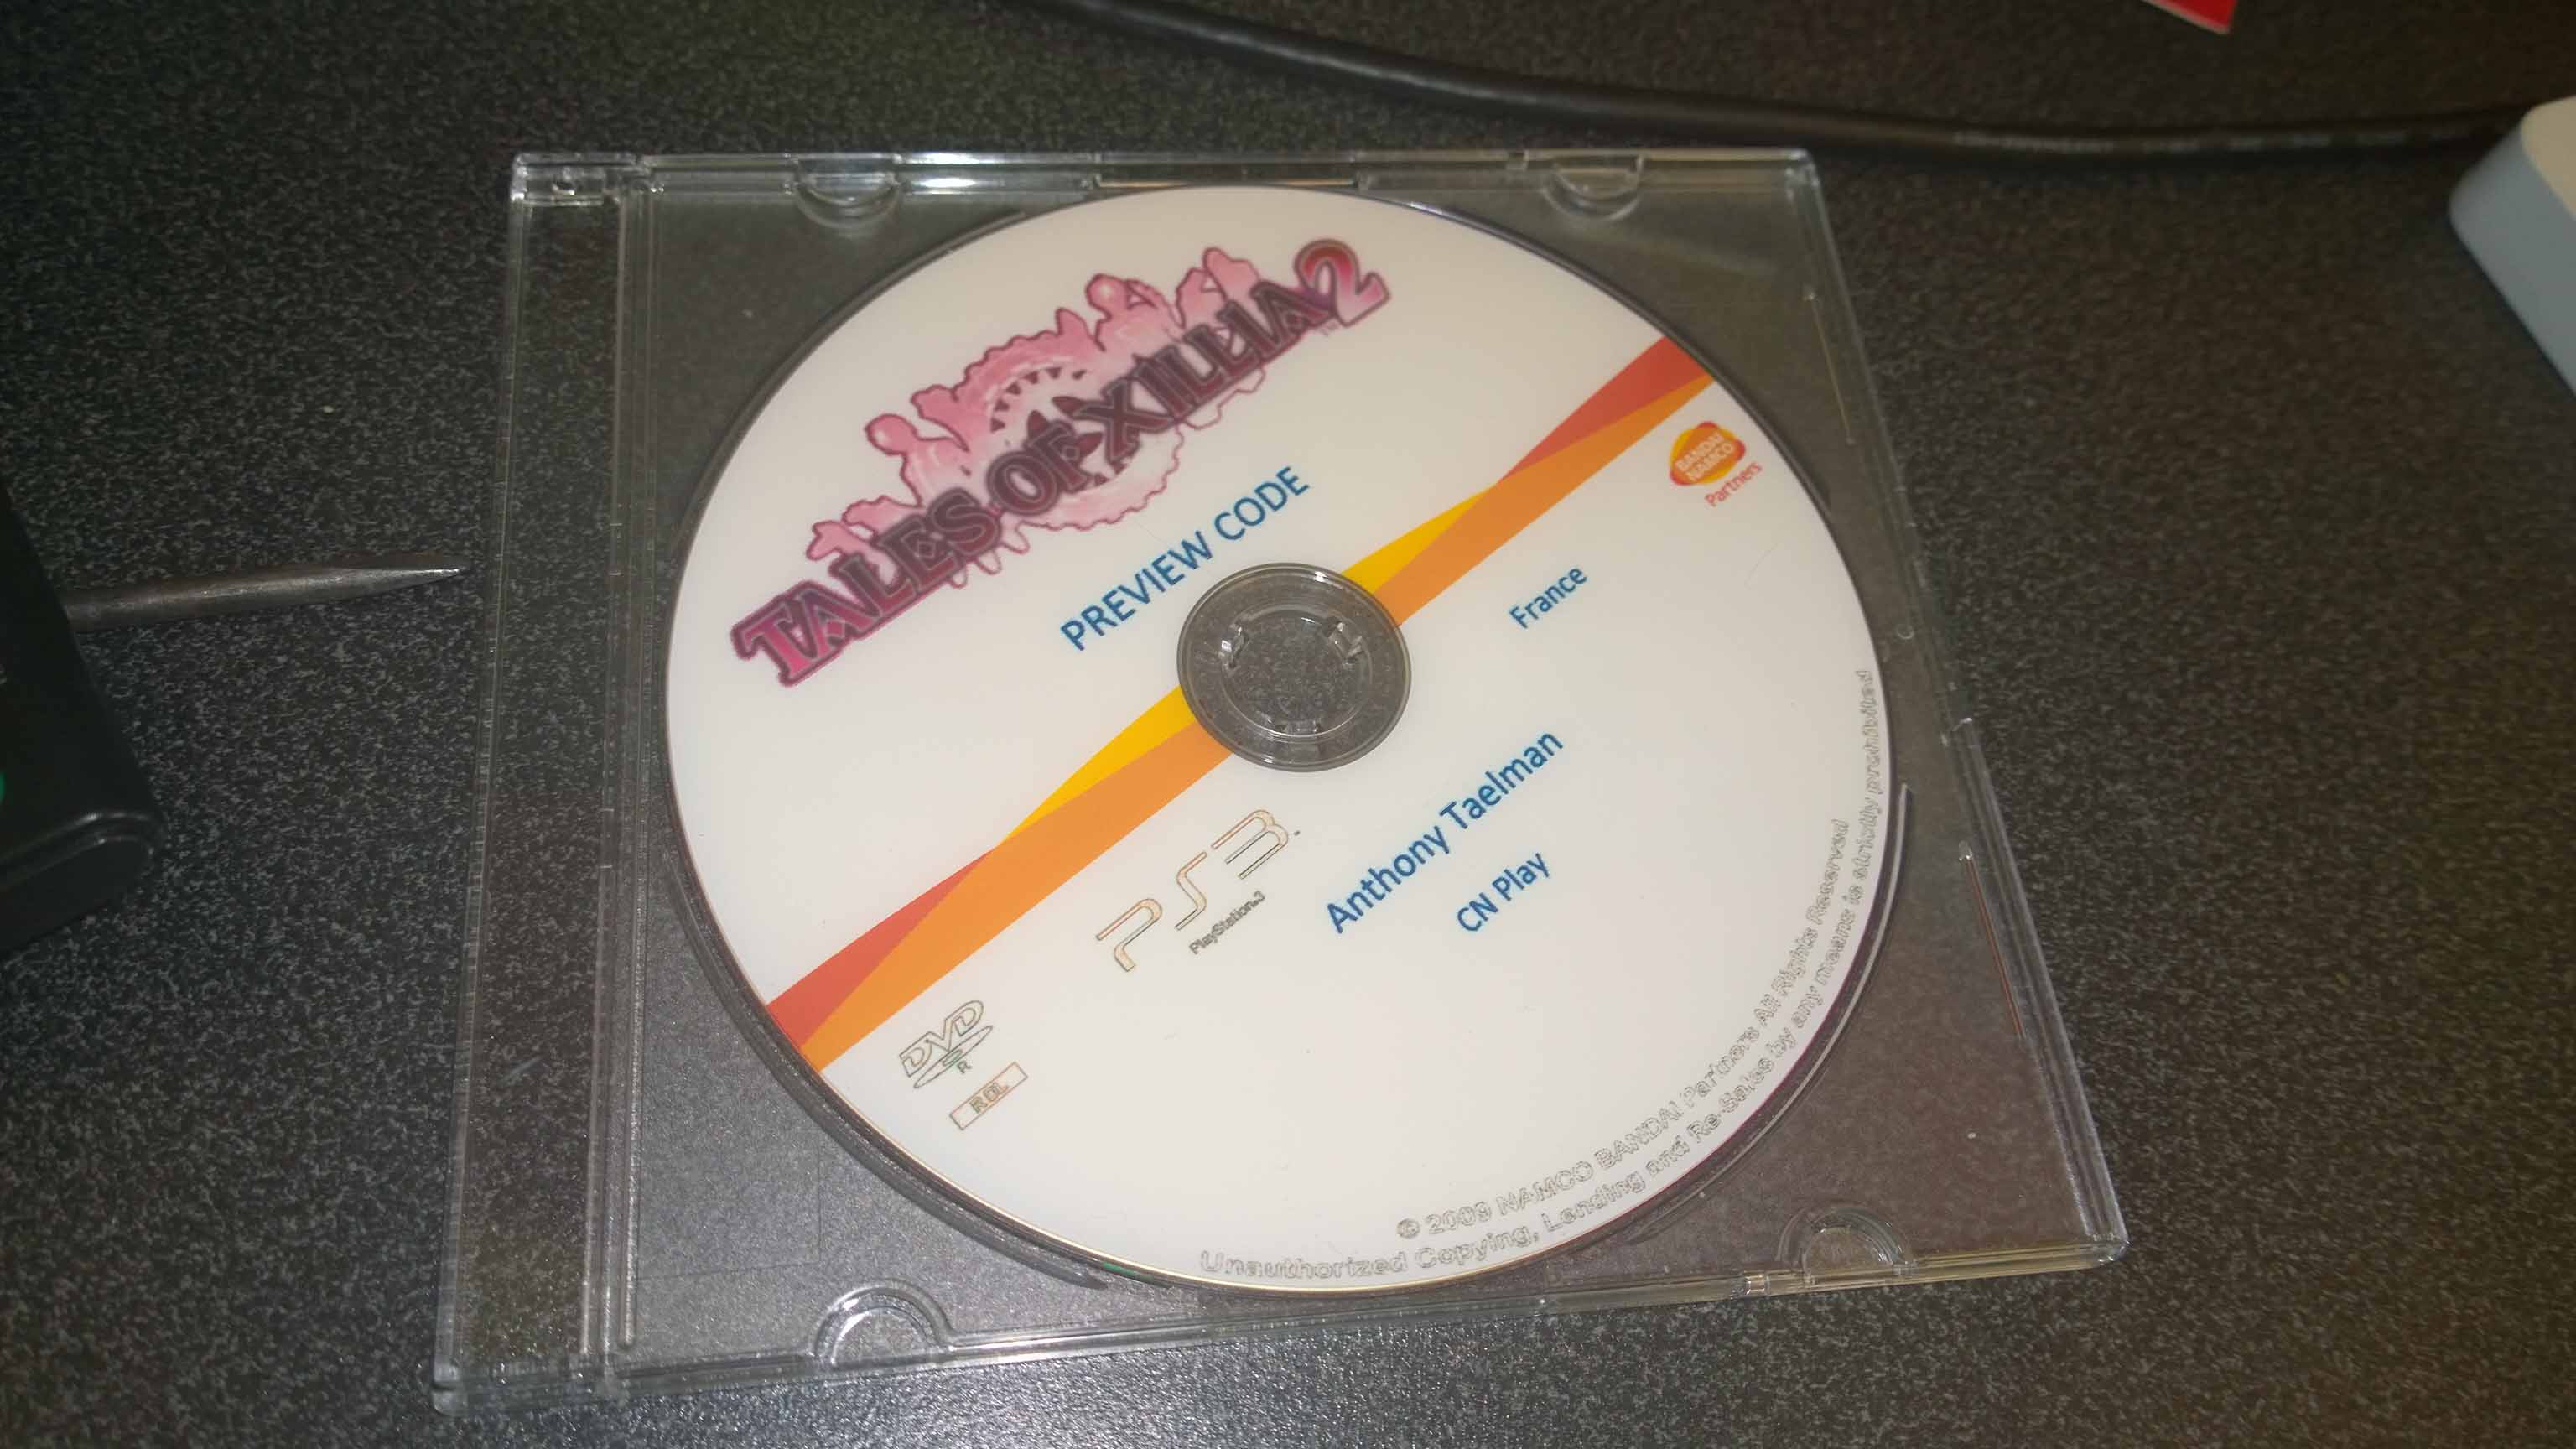 TALES OF XILLIA 2
TM
PREVIEW CODE
BANDAI
NAMCO
Partners
France
PS3
PlayStation®3
Anthony Taelman
CN Play
DVD
R
R DL
© 2009 NAMCO BANDAI Partners All Rights Reserved
Unauthorized Copying, Lending and Re-Sales by any means is strictly prohibited